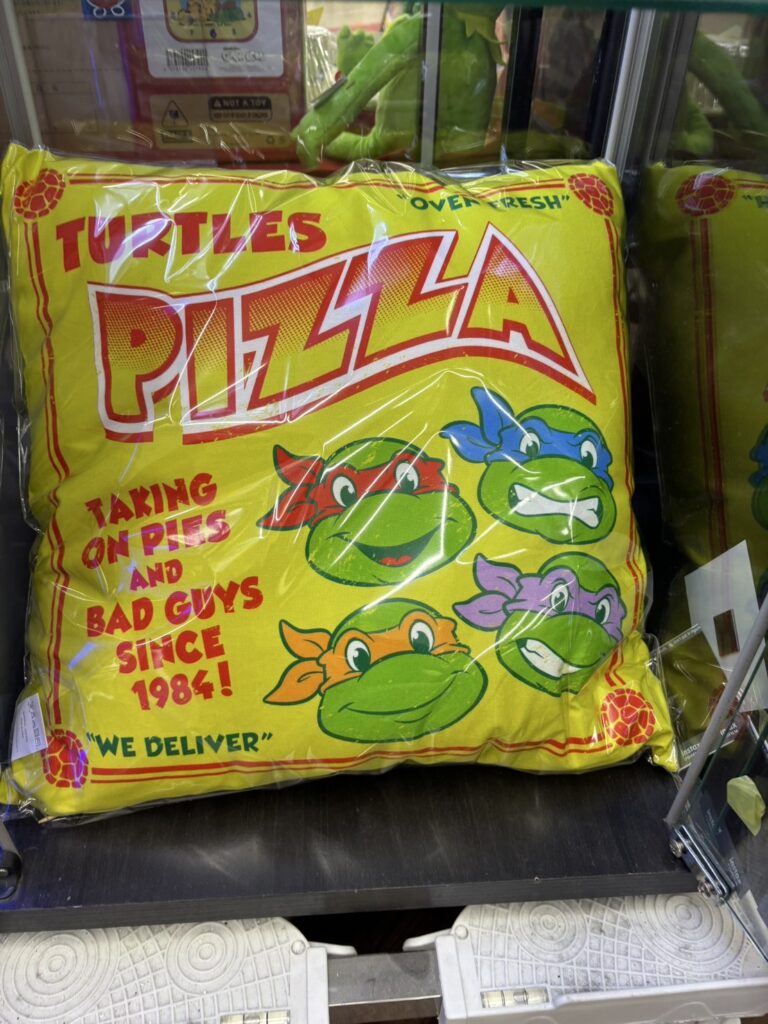 TURTLES
"OVEN FRESH"
PIZZA
TAKING
ON PIES
AND
BAD GUYS
SINCE
1984!
"WE DELIVER"